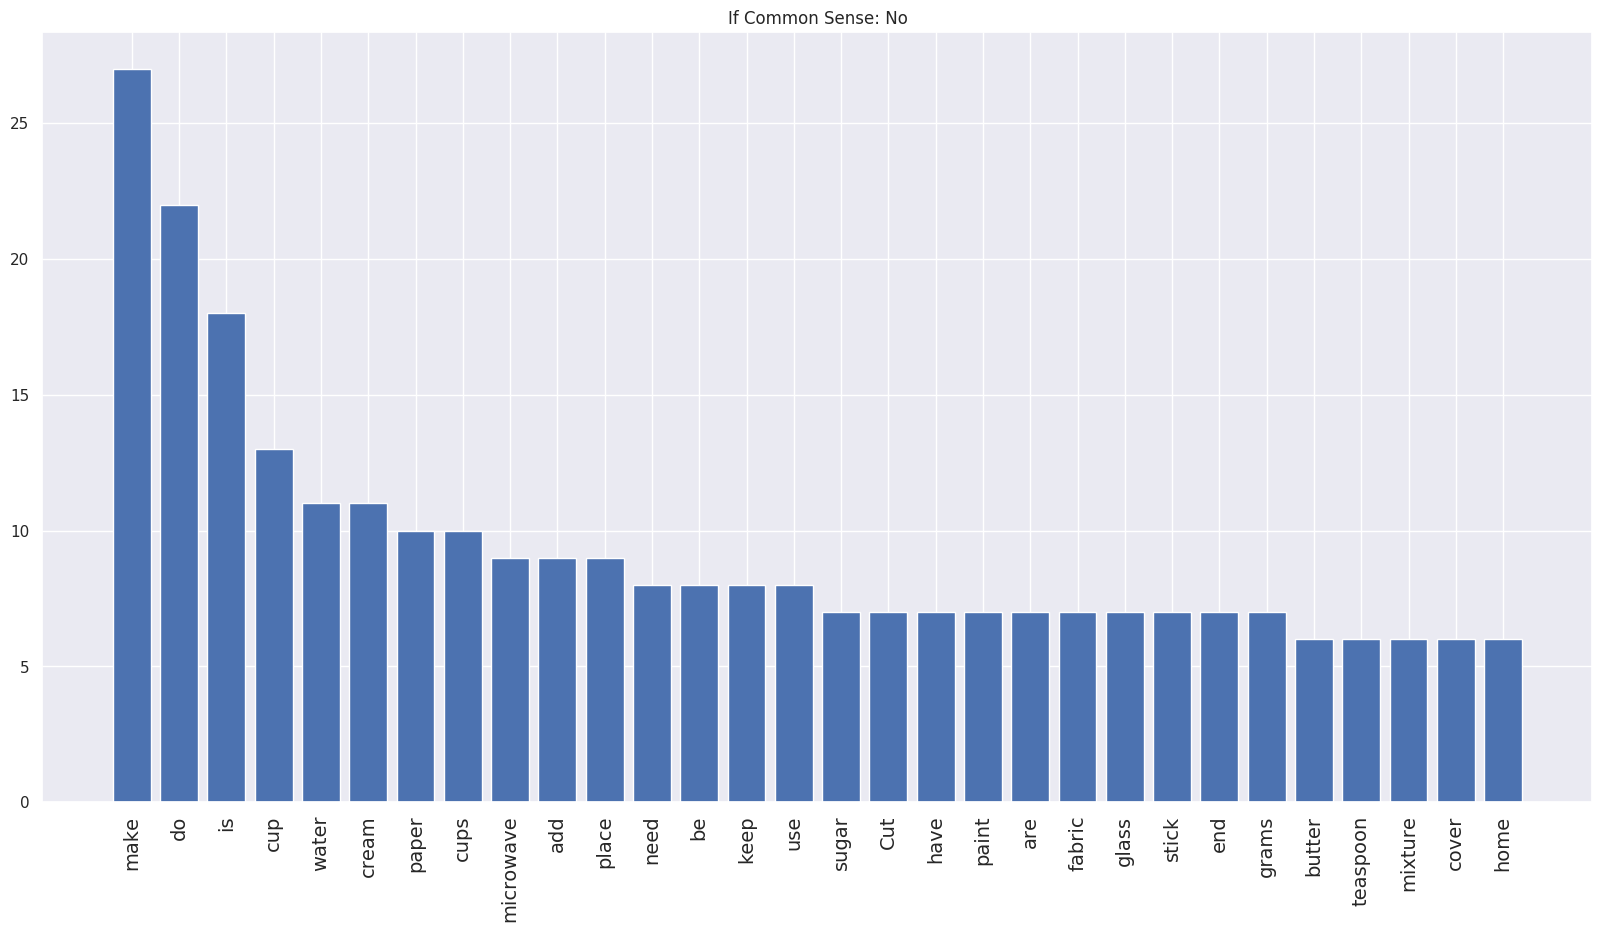 If Common Sense: No
25
20
15
10
5
0
make
do
is
cup
water
cream
paper
cups
microwave
add
place
need
be
keep
use
sugar
Cut
have
paint
are
fabric
glass
stick
end
grams
butter
teaspoon
mixture
cover
home